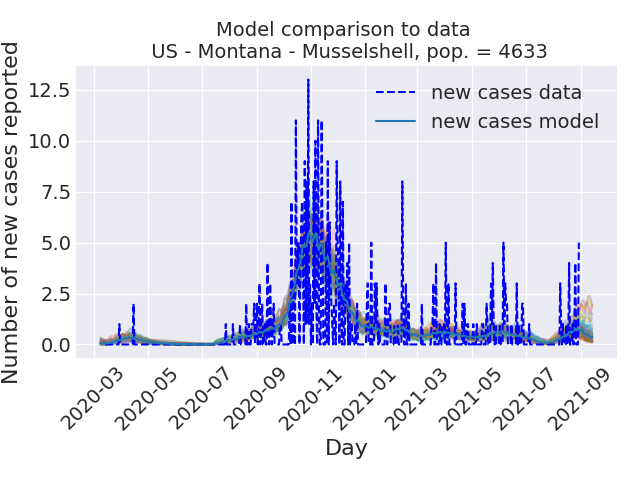 Model comparison to data
US - Montana - Musselshell, pop. = 4633
new cases data
new cases model
Number of new cases reported
12.5
10.0
7.5
5.0
2.5
0.0
2020-03
2020-05
2020-07
2020-09
2020-11
2021-01
2021-03
2021-05
2021-07
2021-09
Day